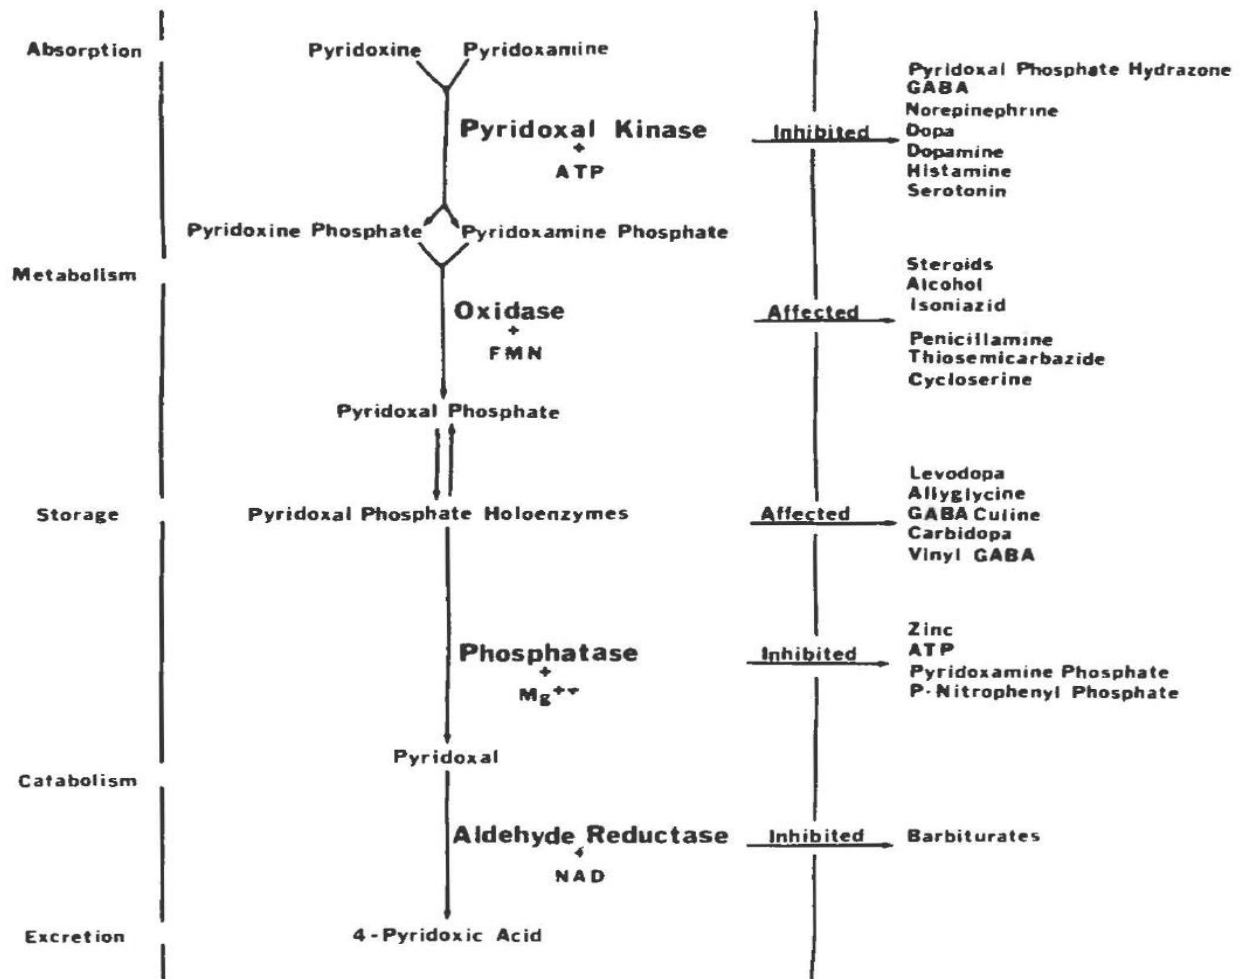 Absorption
Pyridoxine
Pyridoxamine
Pyridoxal Phosphate Hydrazone
GABA
Norepinephrine
Pyridoxal Kinase
Inhibited
Dopa
+
Dopamine
ATP
Histamine
Serotonin
Pyridoxine Phosphate
Pyridoxamine Phosphate
Metabolism
Steroids
Alcohol
Oxidase
Affected
Isoniazid
+
FMN
Penicillamine
Thiosemicarbazide
Cycloserine
Pyridoxal Phosphate
Levodopa
Allyglycine
Storage
Pyridoxal Phosphate Holoenzymes
Affected
GABA Culine
Carbidopa
Vinyl GABA
Zinc
Phosphatase
Inhibited
ATP
+
Pyridoxamine Phosphate
Mg++
P-Nitrophenyl Phosphate
Pyridoxal
Catabolism
Aldehyde Reductase
Inhibited
Barbiturates
+
NAD
Excretion
4-Pyridoxic Acid